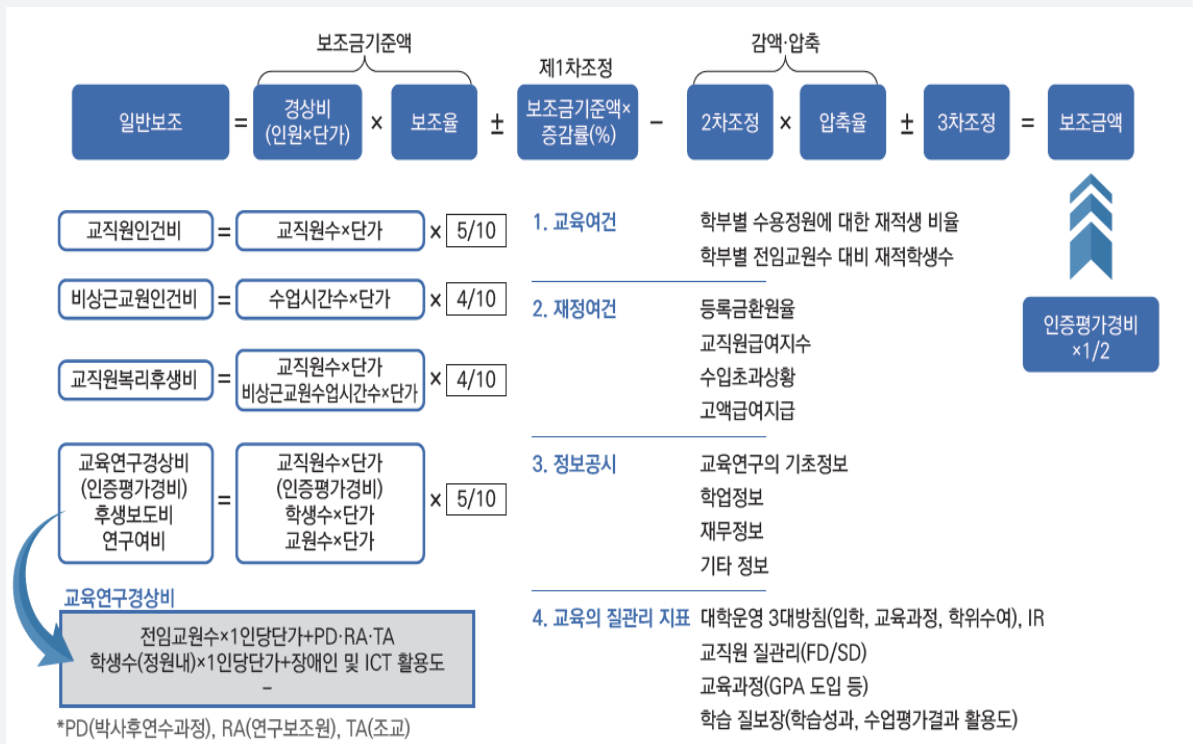 보조금기준액
감액·압축
제1차조정
일반보조 = 경상비 (인원×단가) × 보조율 ± 보조금기준액× 증감률(%) − 2차조정 × 압축율 ± 3차조정 = 보조금액
교직원인건비 = 교직원수×단가 × 5/10
비상근교원인건비 = 수업시간수×단가 × 4/10
교직원복리후생비 = 교직원수×단가
비상근교원수업시간수×단가 × 4/10
교육연구경상비
(인증평가경비)
후생보도비
연구여비
=
교직원수×단가
(인증평가경비)
학생수×단가
교원수×단가
× 5/10
교육연구경상비
전임교원수×1인당단가+PD·RA·TA
학생수(정원내)×1인당단가+장애인 및 ICT 활용도
–
*PD(박사후연수과정), RA(연구보조원), TA(조교)
1. 교육여건 학부별 수용정원에 대한 재적생 비율
학부별 전임교원수 대비 재적학생수
2. 재정여건 등록금환원율
교직원급여지수
수입초과상황
고액급여지급
3. 정보공시 교육연구의 기초정보
학업정보
재무정보
기타 정보
4. 교육의 질관리 지표 대학운영 3대방침(입학, 교육과정, 학위수여), IR
교직원 질관리(FD/SD)
교육과정(GPA 도입 등)
학습 질보장(학습성과, 수업평가결과 활용도)
인증평가경비
×1/2